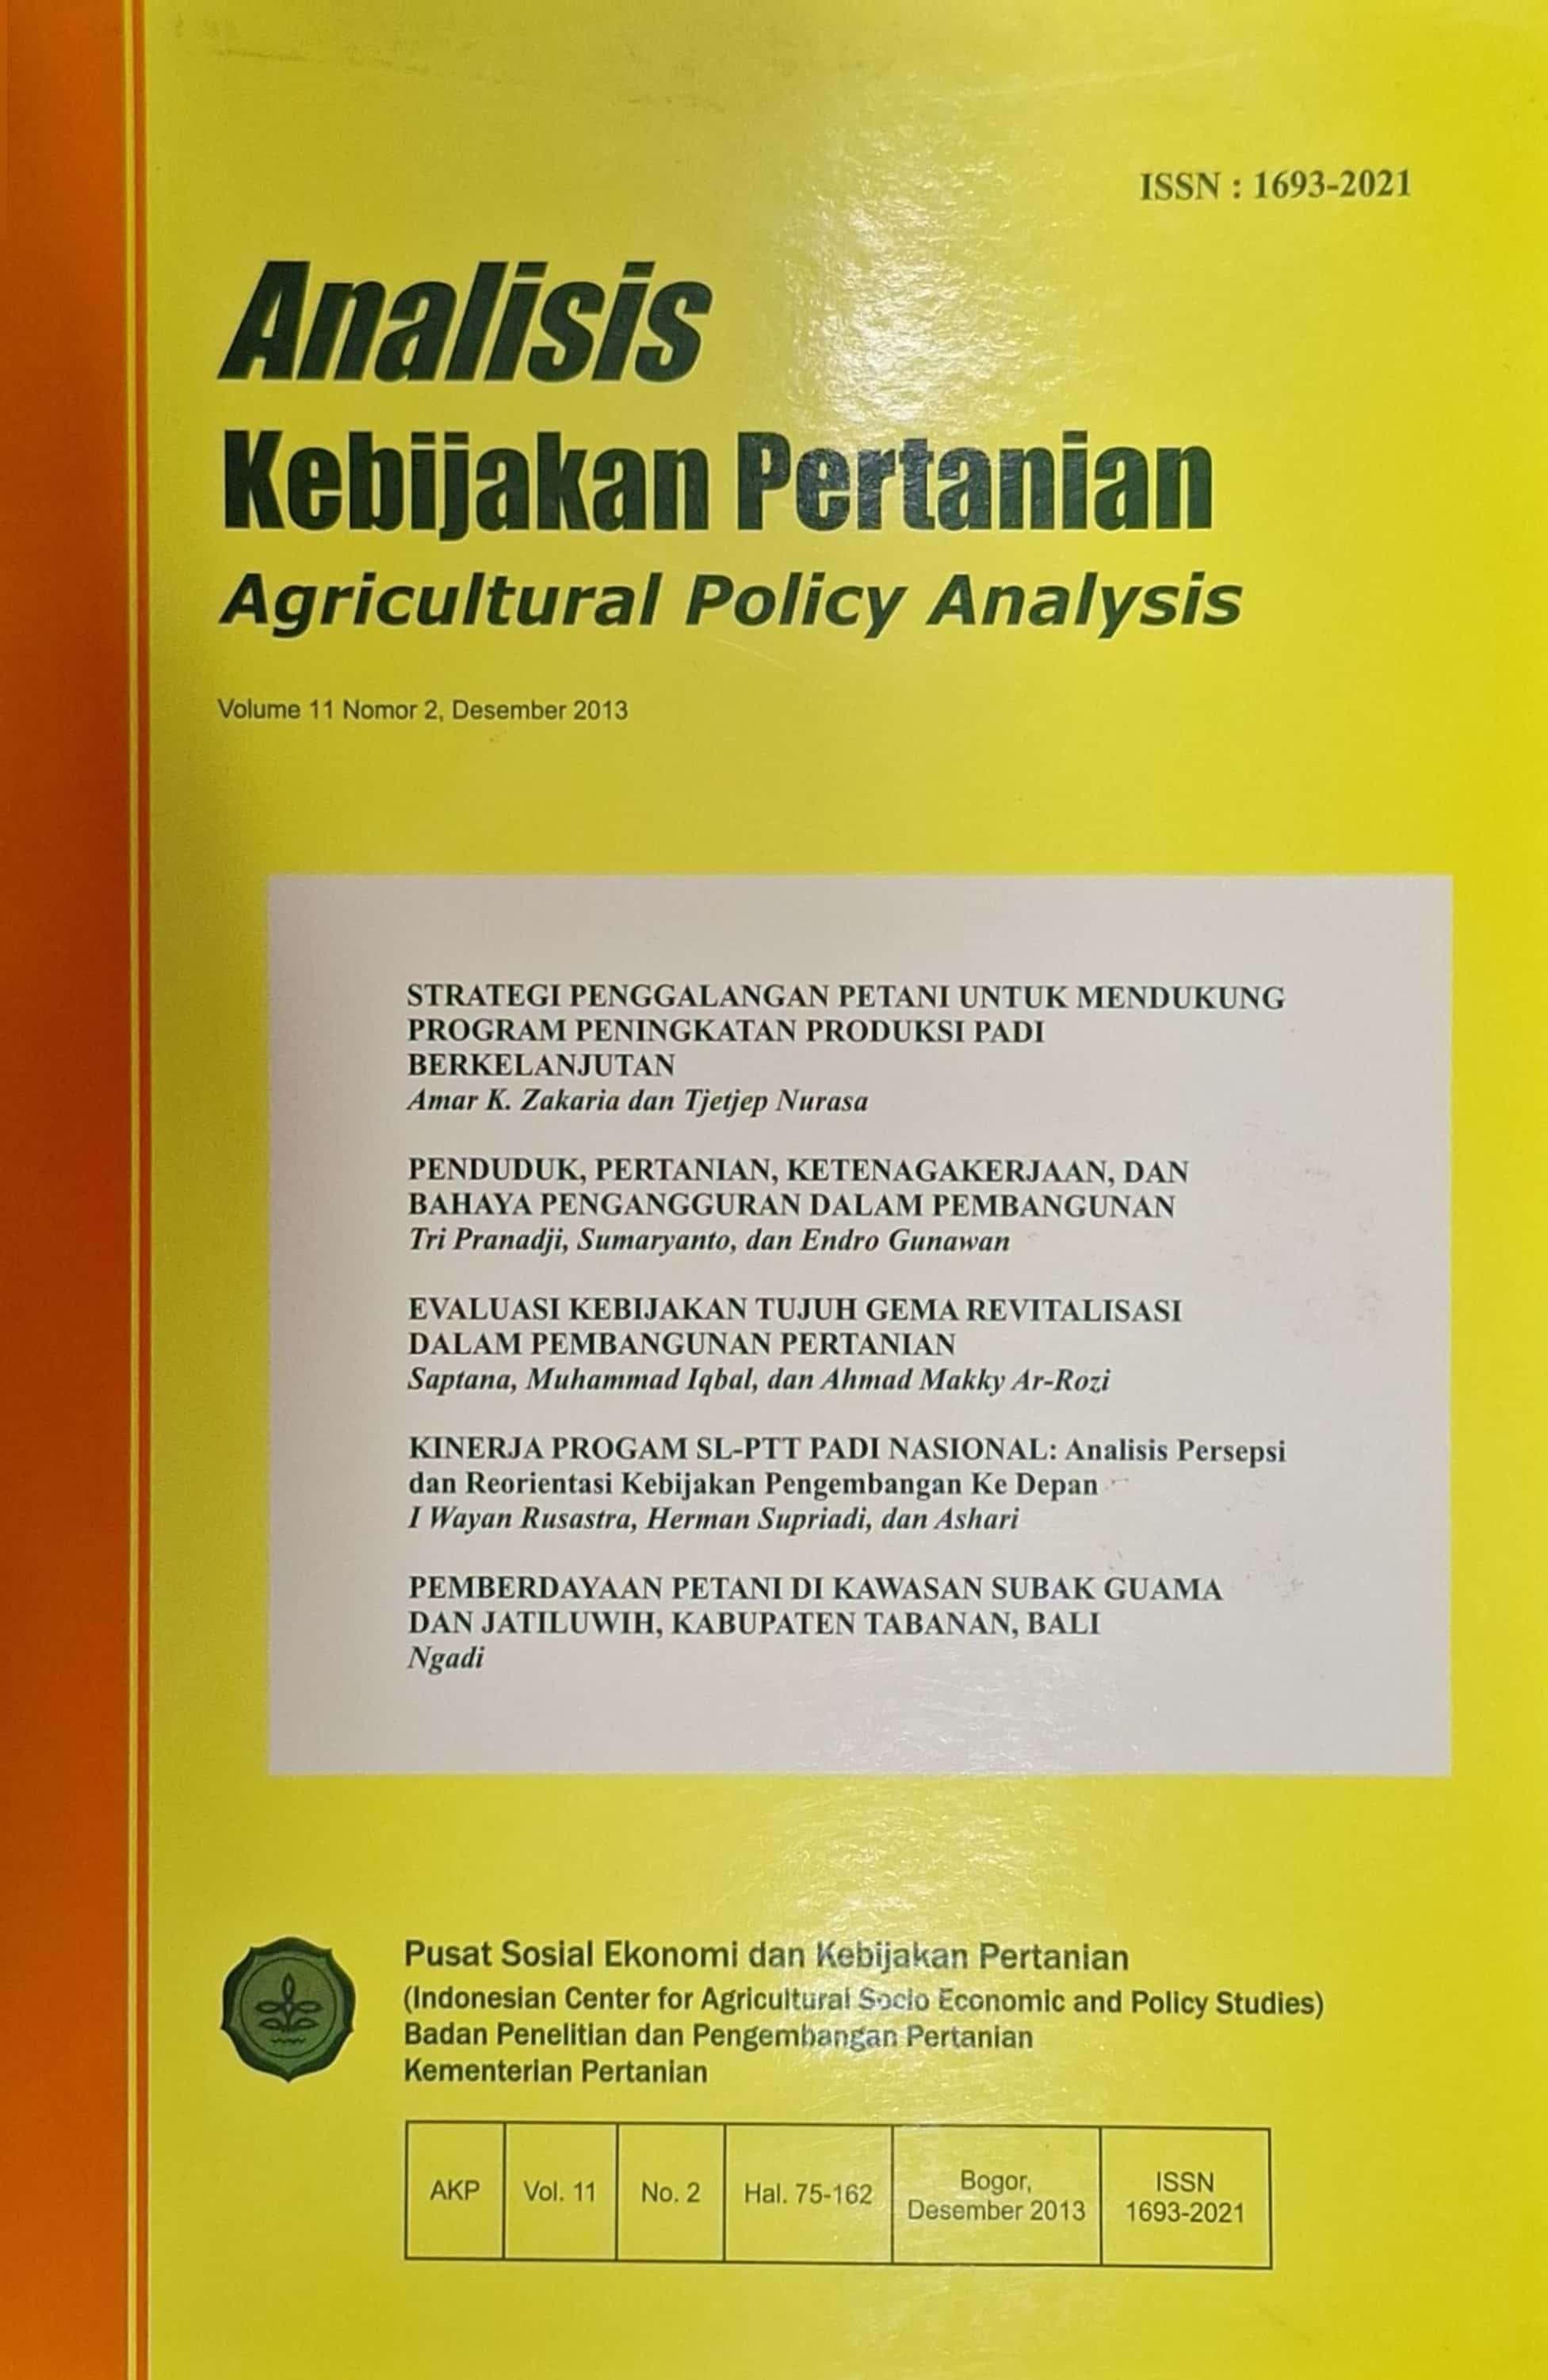 ISSN : 1693-2021
Analisis
Kebijakan Pertanian
Agricultural Policy Analysis
Volume 11 Nomor 2, Desember 2013
STRATEGI PENGGALANGAN PETANI UNTUK MENDUKUNG
PROGRAM PENINGKATAN PRODUKSI PADI
BERKELANJUTAN
Amar K. Zakaria dan Tjetjep Nurasa
PENDUDUK, PERTANIAN, KETENAGAKERJAAN, DAN
BAHAYA PENGANGGURAN DALAM PEMBANGUNAN
Tri Pranadji, Sumaryanto, dan Endro Gunawan
EVALUASI KEBIJAKAN TUJUH GEMA REVITALISASI
DALAM PEMBANGUNAN PERTANIAN
Saptana, Muhammad Iqbal, dan Ahmad Makky Ar-Rozi
KINERJA PROGAM SL-PTT PADI NASIONAL: Analisis Persepsi
dan Reorientasi Kebijakan Pengembangan Ke Depan
I Wayan Rusastra, Herman Supriadi, dan Ashari
PEMBERDAYAAN PETANI DI KAWASAN SUBAK GUAMA
DAN JATILUWIH, KABUPATEN TABANAN, BALI
Ngadi
Pusat Sosial Ekonomi dan Kebijakan Pertanian
(Indonesian Center for Agricultural Socio Economic and Policy Studies)
Badan Penelitian dan Pengembangan Pertanian
Kementerian Pertanian
AKP
Vol. 11
No. 2
Hal. 75-162
Bogor,
Desember 2013
ISSN
1693-2021